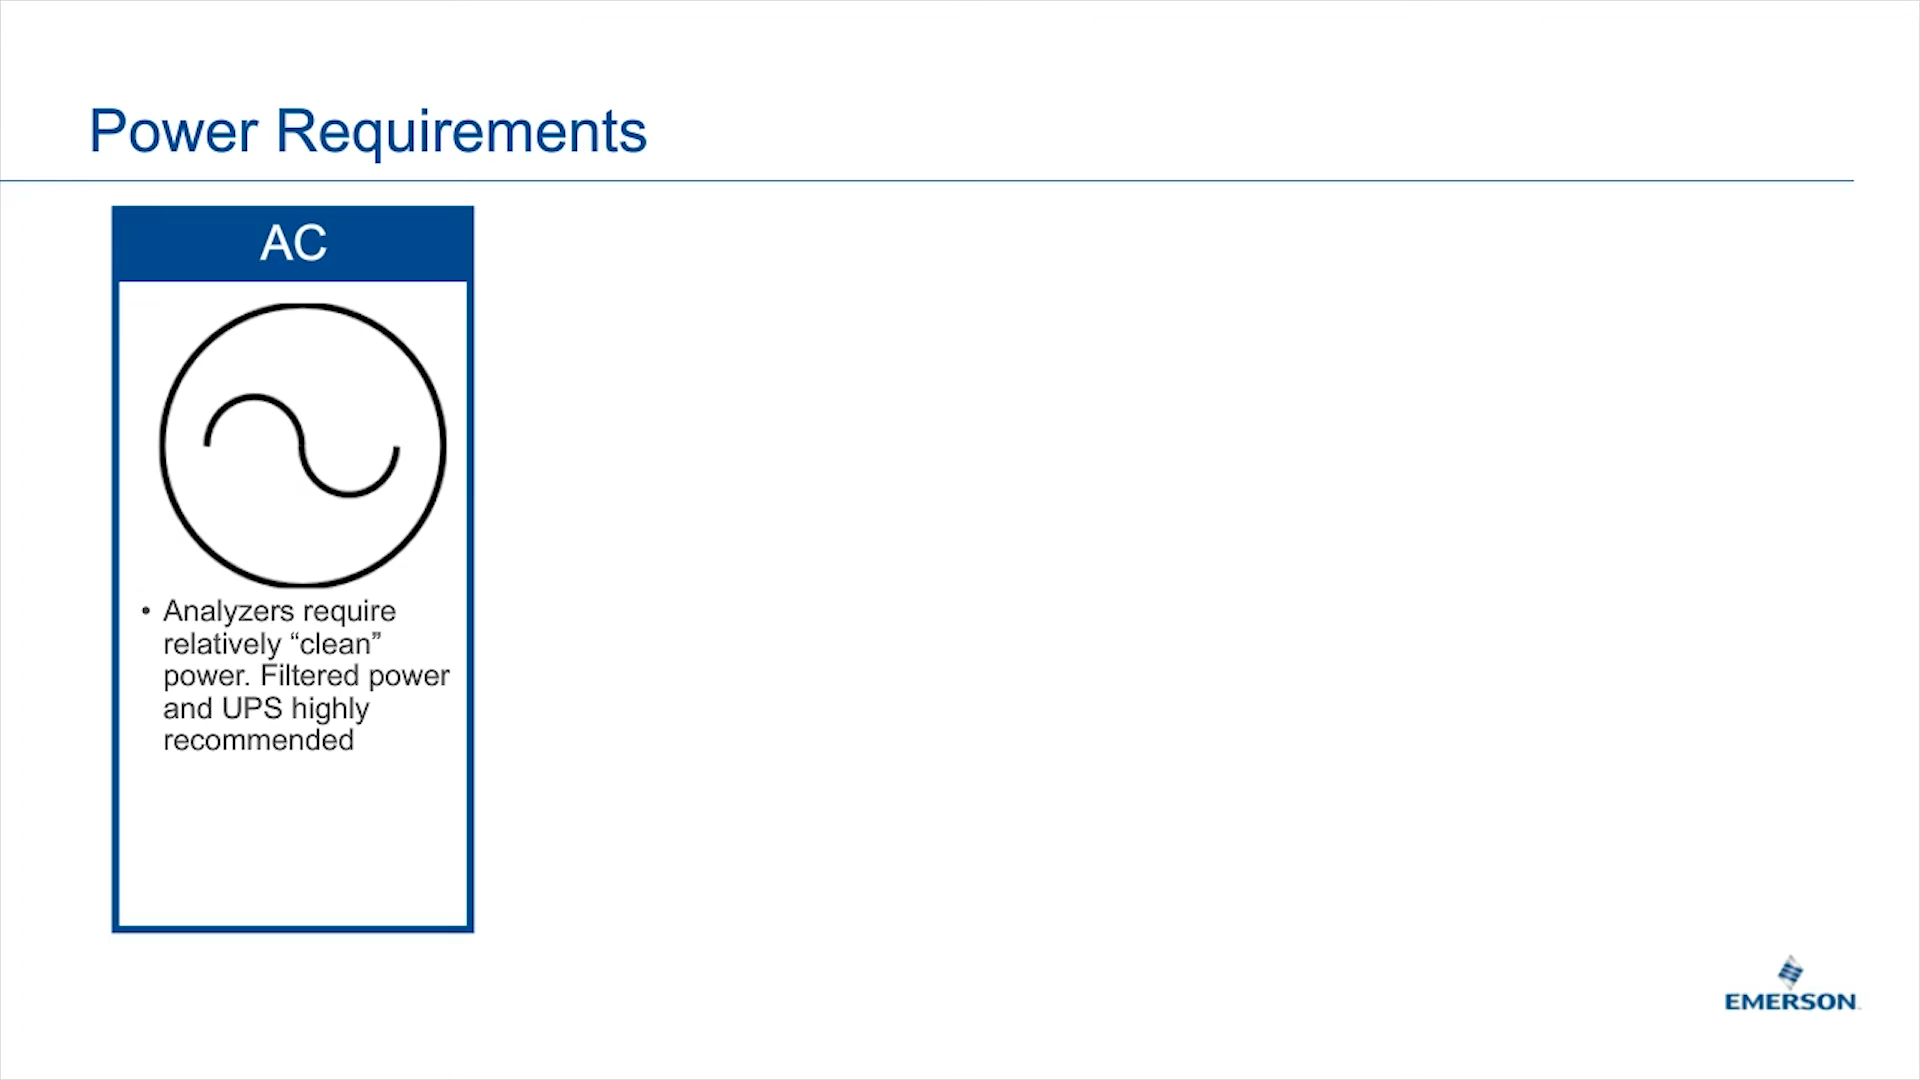 Power Requirements
AC
• Analyzers require
relatively “clean”
power. Filtered power
and UPS highly
recommended
EMERSON